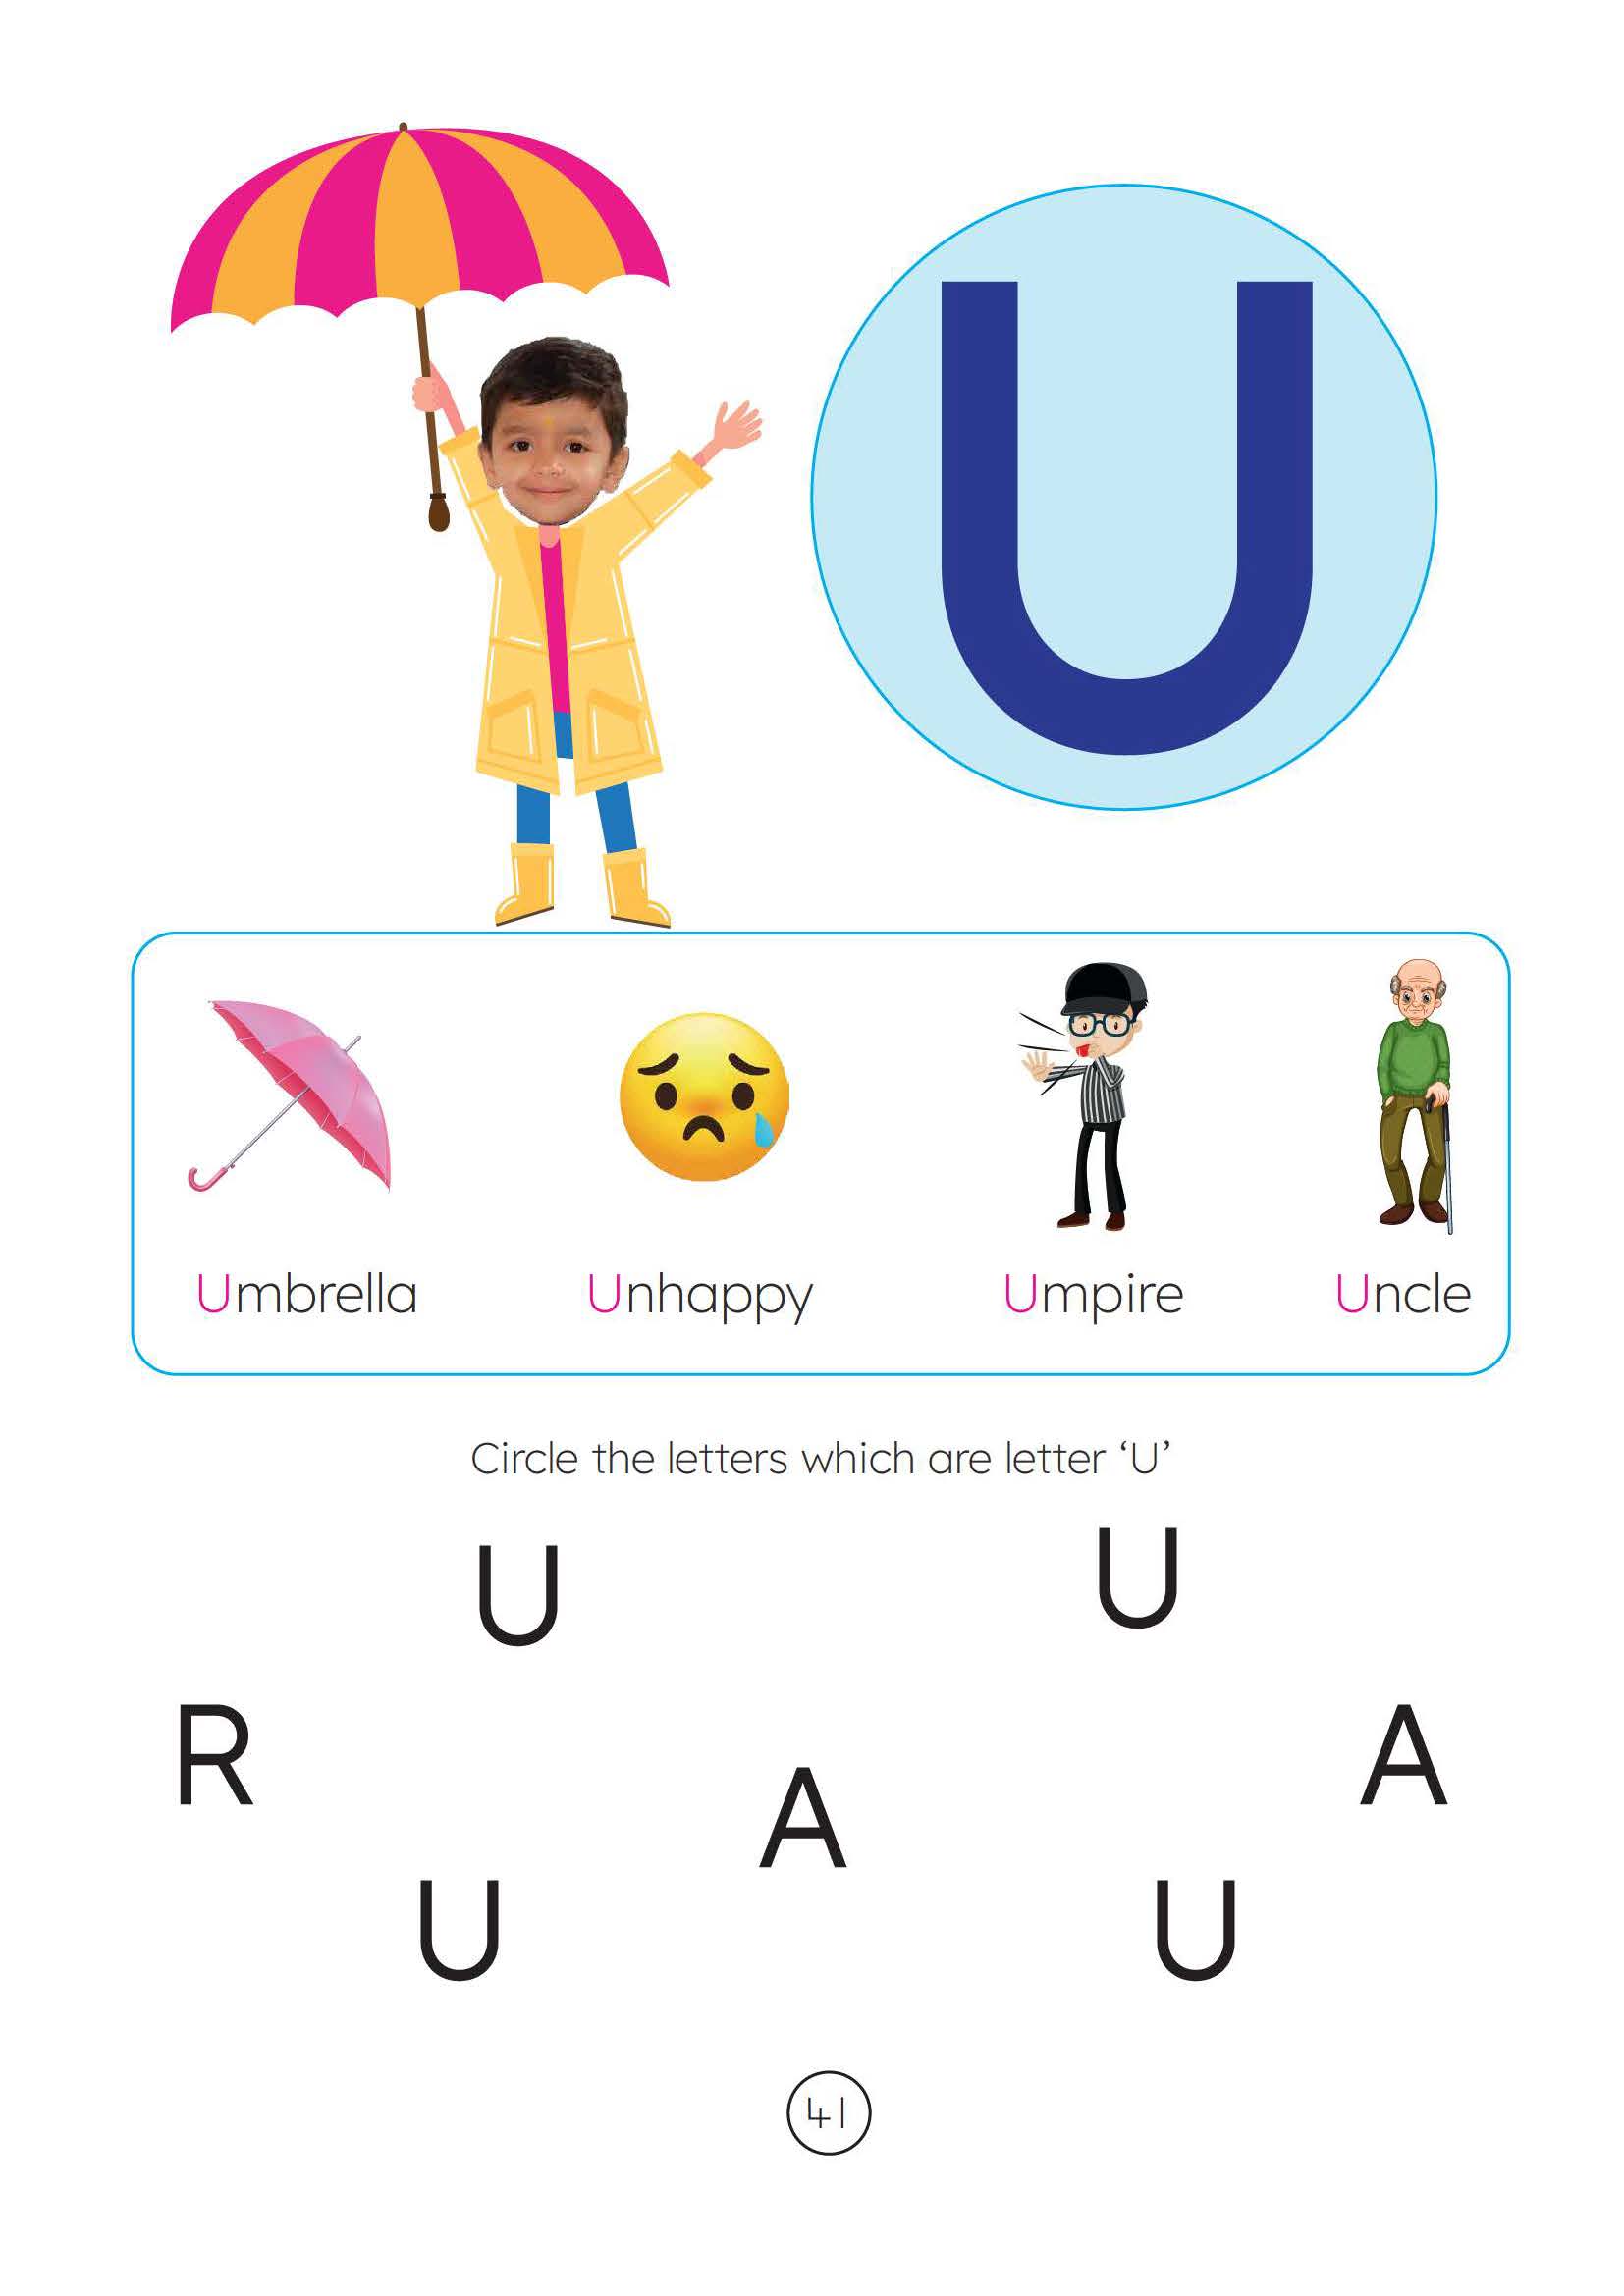 U
Umbrella Unhappy Umpire Uncle
Circle the letters which are letter ‘U’
U U
R A
A
U U
41